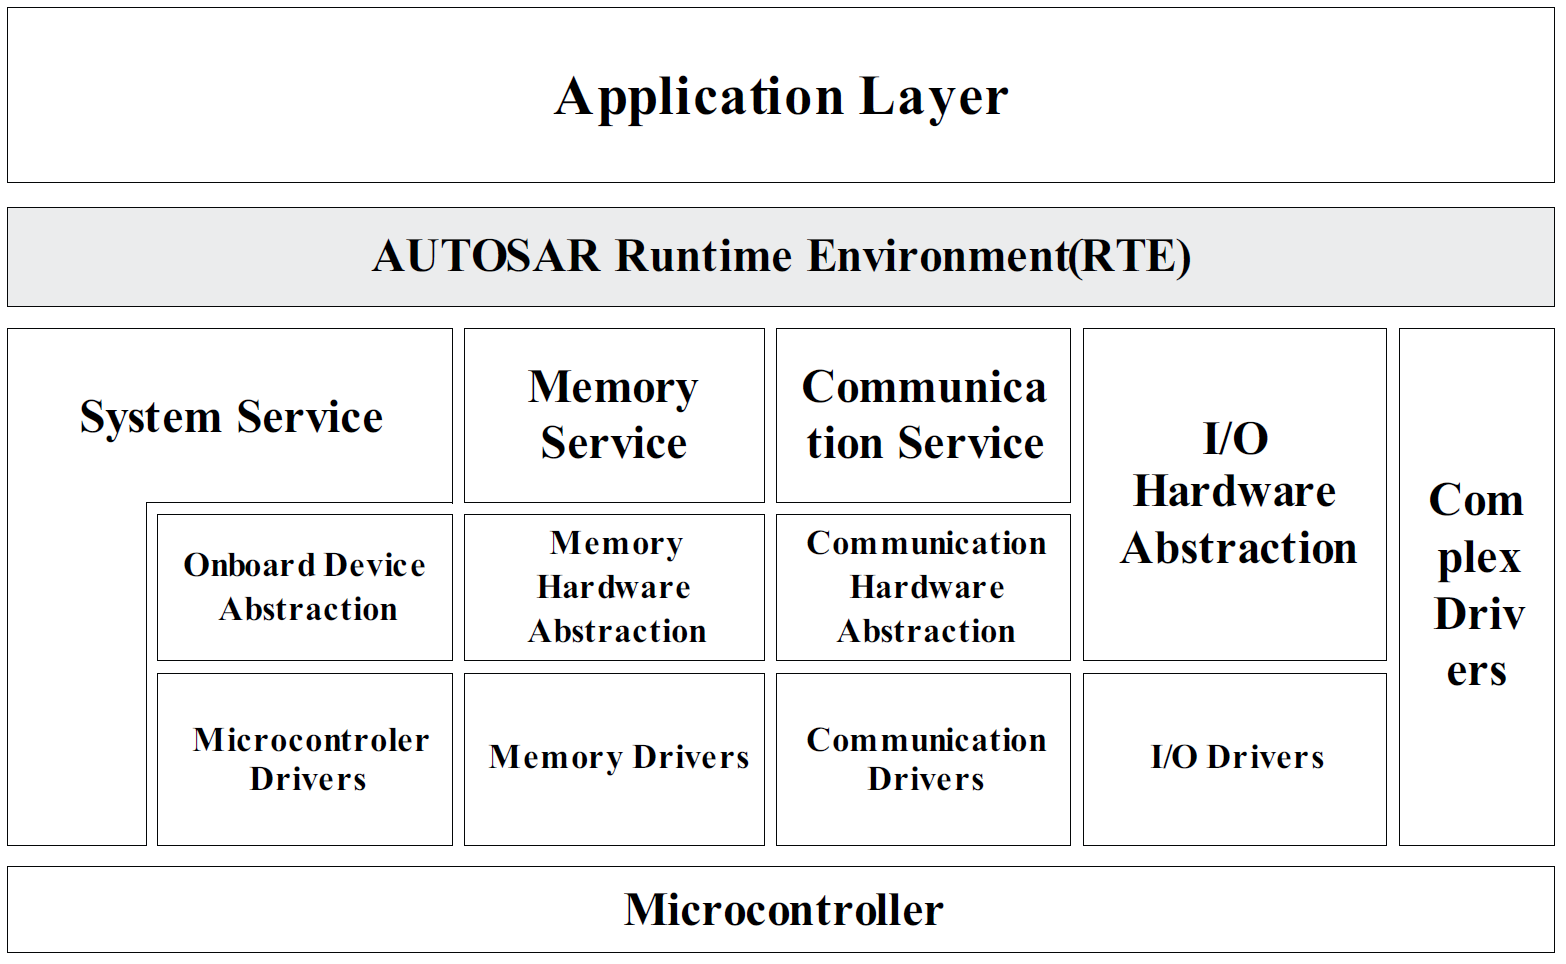 Application Layer
AUTOSAR Runtime Environment(RTE)
System Service
Memory
Service
Communica
tion Service
I/O
Hardware
Abstraction
Com
plex
Driv
ers
Onboard Device
Abstraction
Memory
Hardware
Abstraction
Communication
Hardware
Abstraction
Microcontroler
Drivers
Memory Drivers
Communication
Drivers
I/O Drivers
Microcontroller